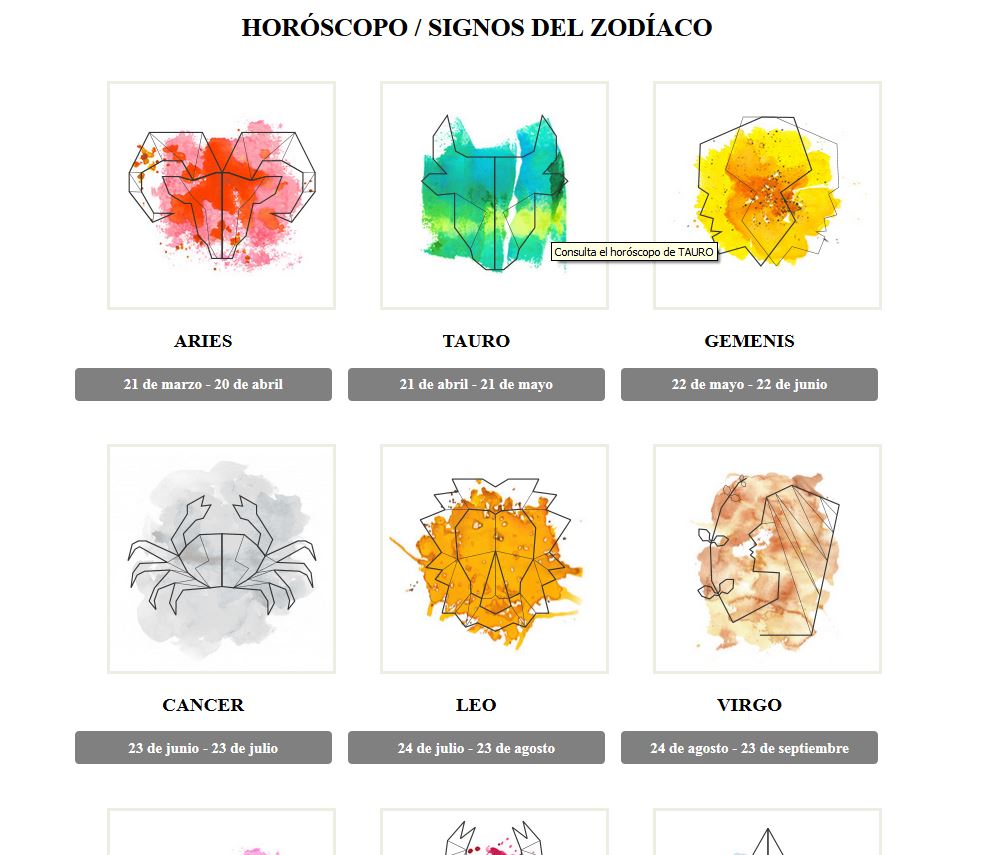 HORÓSCOPO / SIGNOS DEL ZODÍACO
Consulta el horóscopo de TAURO
ARIES
TAURO
GEMENIS
21 de marzo - 20 de abril
21 de abril - 21 de mayo
22 de mayo - 22 de junio
CANCER
LEO
VIRGO
23 de junio - 23 de julio
24 de julio - 23 de agosto
24 de agosto - 23 de septiembre